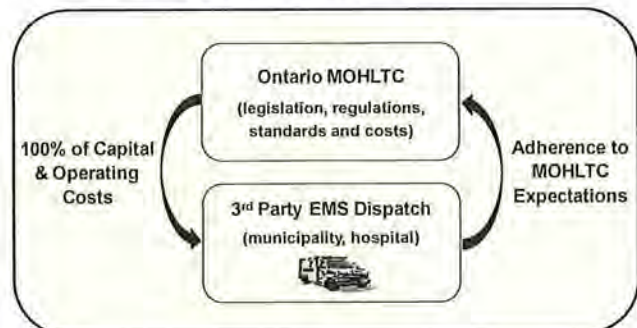 Ontario MOHLTC
(legislation, regulations,
standards and costs)
100% of Capital
& Operating
Costs
Adherence to
MOHLTC
Expectations
3rd Party EMS Dispatch
(municipality, hospital)